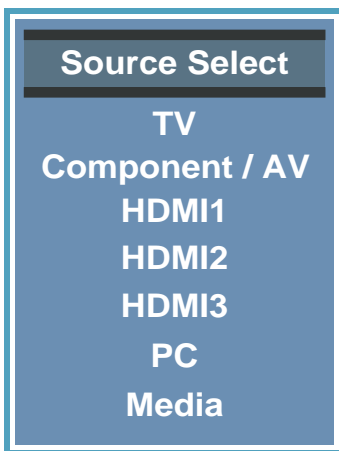 Source Select
TV
Component / AV
HDMI1
HDMI2
HDMI3
PC
Media